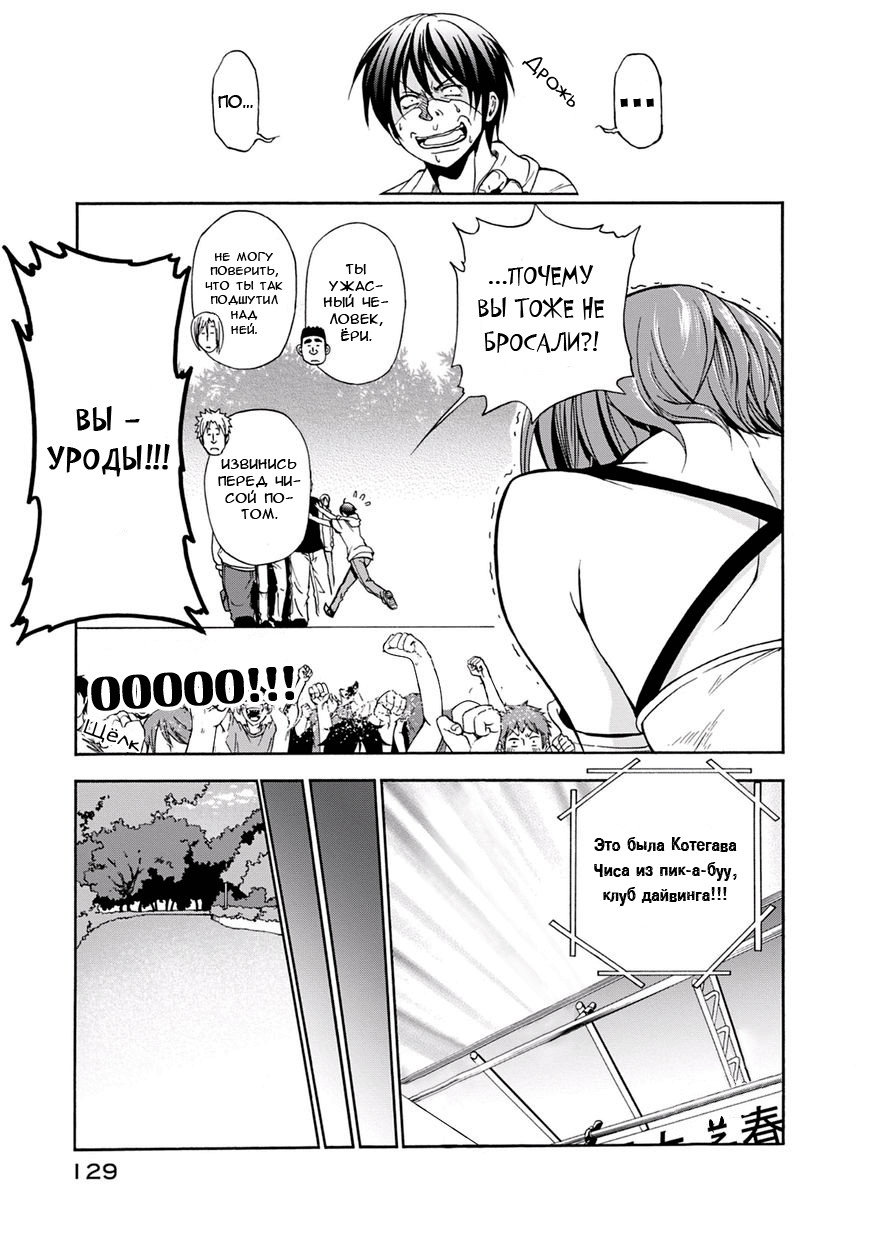 ...
Дрожь
ПО...
...ПОЧЕМУ
ВЫ ТОЖЕ НЕ
БРОСАЛИ?!
ТЫ
УЖАС-
НЫЙ ЧЕ-
ЛОВЕК,
ЁРИ.
НЕ МОГУ
ПОВЕРИТЬ,
ЧТО ТЫ ТАК
ПОДШУТИЛ
НАД
НЕЙ.
ИЗВИНИСЬ
ПЕРЕД ЧИ-
СОЙ ПО-
ТОМ.
ВЫ –
УРОДЫ!!!
ООООО!!!
Щёлк
Это была Котегава
Чиса из пик-а-буу,
клуб дайвинга!!!
春
129